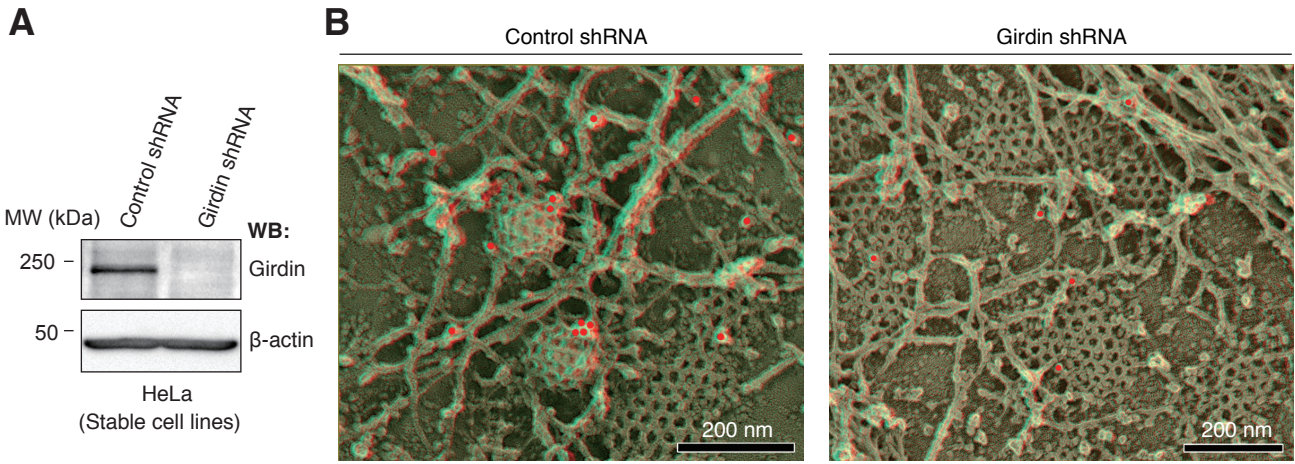 A
B
Control shRNA
Girdin shRNA
Control shRNA
Girdin shRNA
MW (kDa)
WB:
250
Girdin
50
β-actin
HeLa
(Stable cell lines)
200 nm
200 nm